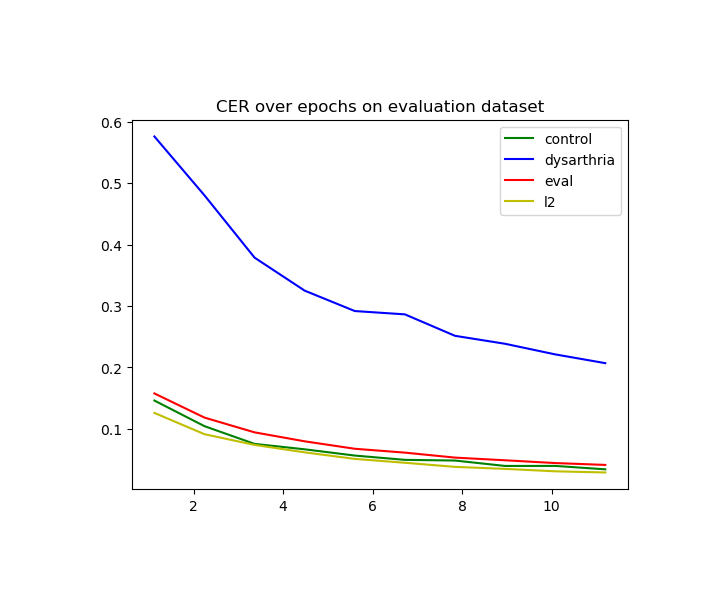 CER over epochs on evaluation dataset
control
dysarthria
eval
l2
0.6
0.5
0.4
0.3
0.2
0.1
2 4 6 8 10